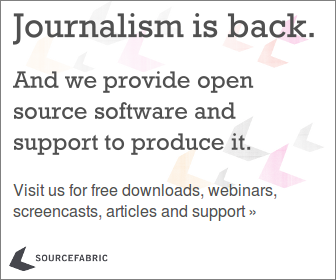 Journalism is back.
And we provide open
source software and
support to produce it.
Visit us for free downloads, webinars,
screencasts, articles and support »
SOURCEFABRIC